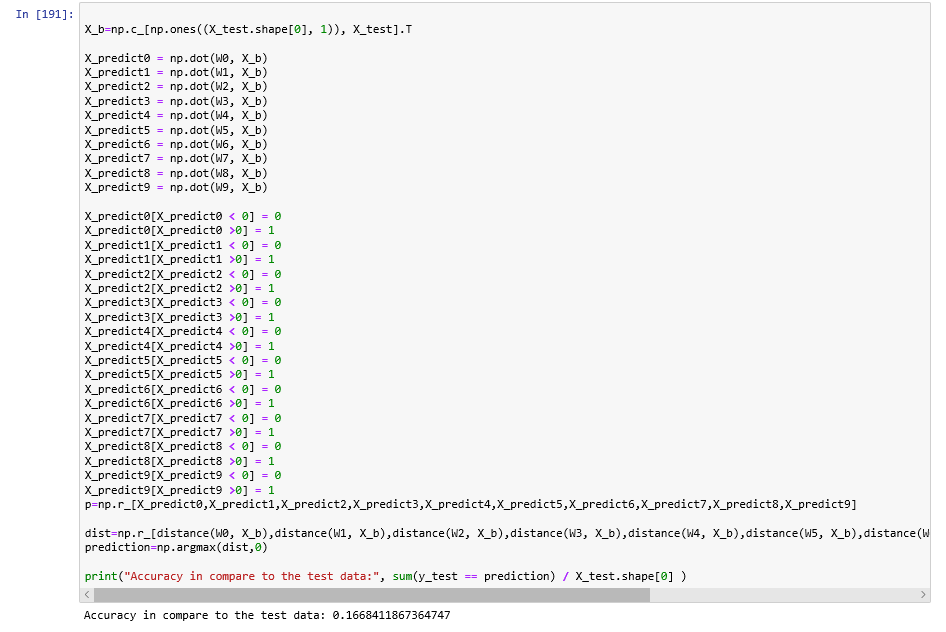 In [191]:
X_b=np.c_[np.ones((X_test.shape[0], 1)), X_test].T
X_predict0 = np.dot(W0, X_b)
X_predict1 = np.dot(W1, X_b)
X_predict2 = np.dot(W2, X_b)
X_predict3 = np.dot(W3, X_b)
X_predict4 = np.dot(W4, X_b)
X_predict5 = np.dot(W5, X_b)
X_predict6 = np.dot(W6, X_b)
X_predict7 = np.dot(W7, X_b)
X_predict8 = np.dot(W8, X_b)
X_predict9 = np.dot(W9, X_b)
X_predict0[X_predict0 < 0] = 0
X_predict0[X_predict0 >0] = 1
X_predict1[X_predict1 < 0] = 0
X_predict1[X_predict1 >0] = 1
X_predict2[X_predict2 < 0] = 0
X_predict2[X_predict2 >0] = 1
X_predict3[X_predict3 < 0] = 0
X_predict3[X_predict3 >0] = 1
X_predict4[X_predict4 < 0] = 0
X_predict4[X_predict4 >0] = 1
X_predict5[X_predict5 < 0] = 0
X_predict5[X_predict5 >0] = 1
X_predict6[X_predict6 < 0] = 0
X_predict6[X_predict6 >0] = 1
X_predict7[X_predict7 < 0] = 0
X_predict7[X_predict7 >0] = 1
X_predict8[X_predict8 < 0] = 0
X_predict8[X_predict8 >0] = 1
X_predict9[X_predict9 < 0] = 0
X_predict9[X_predict9 >0] = 1
p=np.r_[X_predict0,X_predict1,X_predict2,X_predict3,X_predict4,X_predict5,X_predict6,X_predict7,X_predict8,X_predict9]
dist=np.r_[distance(W0, X_b),distance(W1, X_b),distance(W2, X_b),distance(W3, X_b),distance(W4, X_b),distance(W5, X_b),distance(W
prediction=np.argmax(dist,0)
print("Accuracy in compare to the test data:", sum(y_test == prediction) / X_test.shape[0] )
Accuracy in compare to the test data: 0.1668411867364747